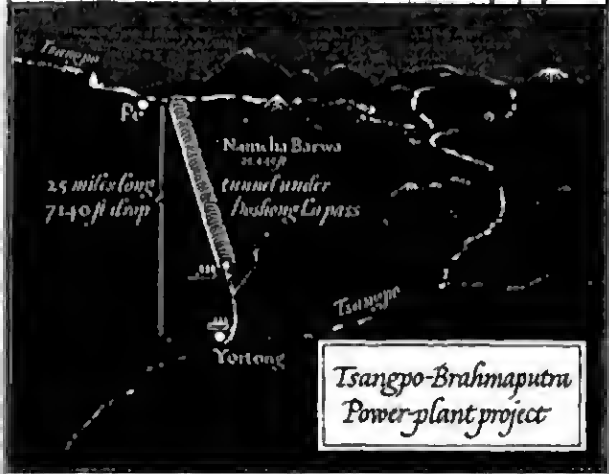 Tsangpo
Pe
Namcha Barwa
25 miles long
7140 ft drop
tunnel under
Doshong La pass
Tsangpo
Yortong
Tsangpo-Brahmaputra
Power-plant project